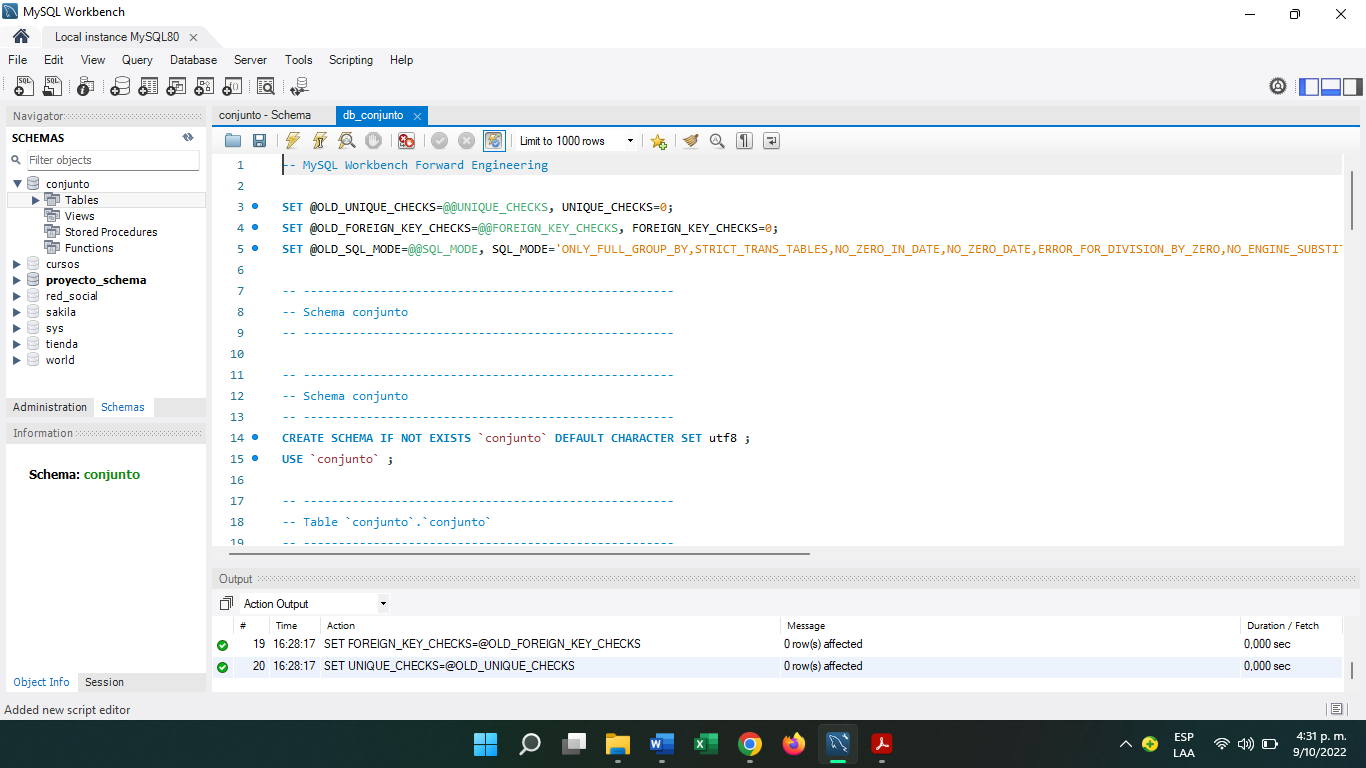 MySQL Workbench
Local instance MySQL80
File Edit View Query Database Server Tools Scripting Help
Navigator
SCHEMAS
Filter objects
conjunto
Tables
Views
Stored Procedures
Functions
cursos
proyecto_schema
red_social
sakila
sys
tienda
world
Administration Schemas
Information
Schema: conjunto
Object Info Session
conjunto - Schema db_conjunto
Limit to 1000 rows
1 -- MySQL Workbench Forward Engineering
2
3 SET @OLD_UNIQUE_CHECKS=@@UNIQUE_CHECKS, UNIQUE_CHECKS=0;
4 SET @OLD_FOREIGN_KEY_CHECKS=@@FOREIGN_KEY_CHECKS, FOREIGN_KEY_CHECKS=0;
5 SET @OLD_SQL_MODE=@@SQL_MODE, SQL_MODE='ONLY_FULL_GROUP_BY,STRICT_TRANS_TABLES,NO_ZERO_IN_DATE,NO_ZERO_DATE,ERROR_FOR_DIVISION_BY_ZERO,NO_ENGINE_SUBSTIT
6
7 -- -----------------------------------------------------
8 -- Schema conjunto
9 -- -----------------------------------------------------
10
11 -- -----------------------------------------------------
12 -- Schema conjunto
13 -- -----------------------------------------------------
14 CREATE SCHEMA IF NOT EXISTS `conjunto` DEFAULT CHARACTER SET utf8 ;
15 USE `conjunto` ;
16
17 -- -----------------------------------------------------
18 -- Table `conjunto`.`conjunto`
19 -- -----------------------------------------------------
Output
Action Output
# Time Action Message Duration / Fetch
19 16:28:17 SET FOREIGN_KEY_CHECKS=@OLD_FOREIGN_KEY_CHECKS 0 row(s) affected 0,000 sec
20 16:28:17 SET UNIQUE_CHECKS=@OLD_UNIQUE_CHECKS 0 row(s) affected 0,000 sec
Added new script editor
ESP
LAA
4:31 p. m.
9/10/2022